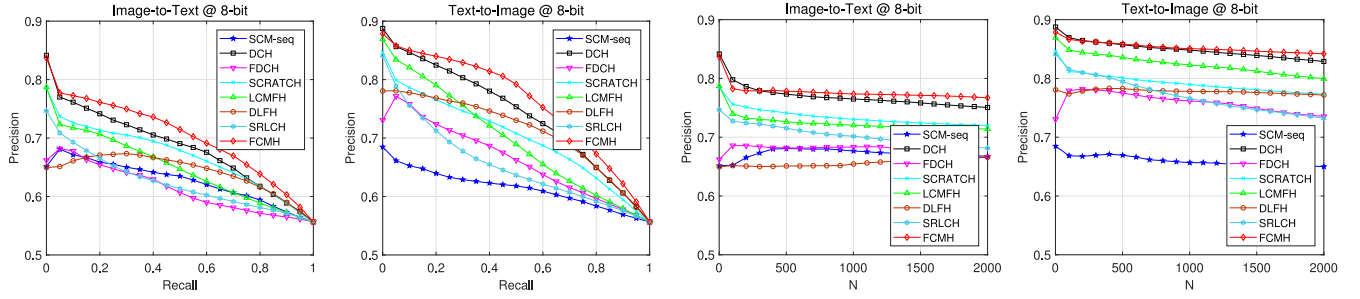 Image-to-Text @ 8-bit
0.9
0.8
0.7
0.6
0.5
Precision
0
0.2
0.4
0.6
0.8
1
Recall
SCM-seq
DCH
FDCH
SCRATCH
LCMFH
DLFH
SRLCH
FCMH
Text-to-Image @ 8-bit
0.9
0.8
0.7
0.6
0.5
Precision
0
0.2
0.4
0.6
0.8
1
Recall
SCM-seq
DCH
FDCH
SCRATCH
LCMFH
DLFH
SRLCH
FCMH
Image-to-Text @ 8-bit
0.9
0.8
0.7
0.6
0.5
Precision
0
500
1000
1500
2000
N
SCM-seq
DCH
FDCH
SCRATCH
LCMFH
DLFH
SRLCH
FCMH
Text-to-Image @ 8-bit
0.9
0.8
0.7
0.6
0.5
Precision
0
500
1000
1500
2000
N
SCM-seq
DCH
FDCH
SCRATCH
LCMFH
DLFH
SRLCH
FCMH